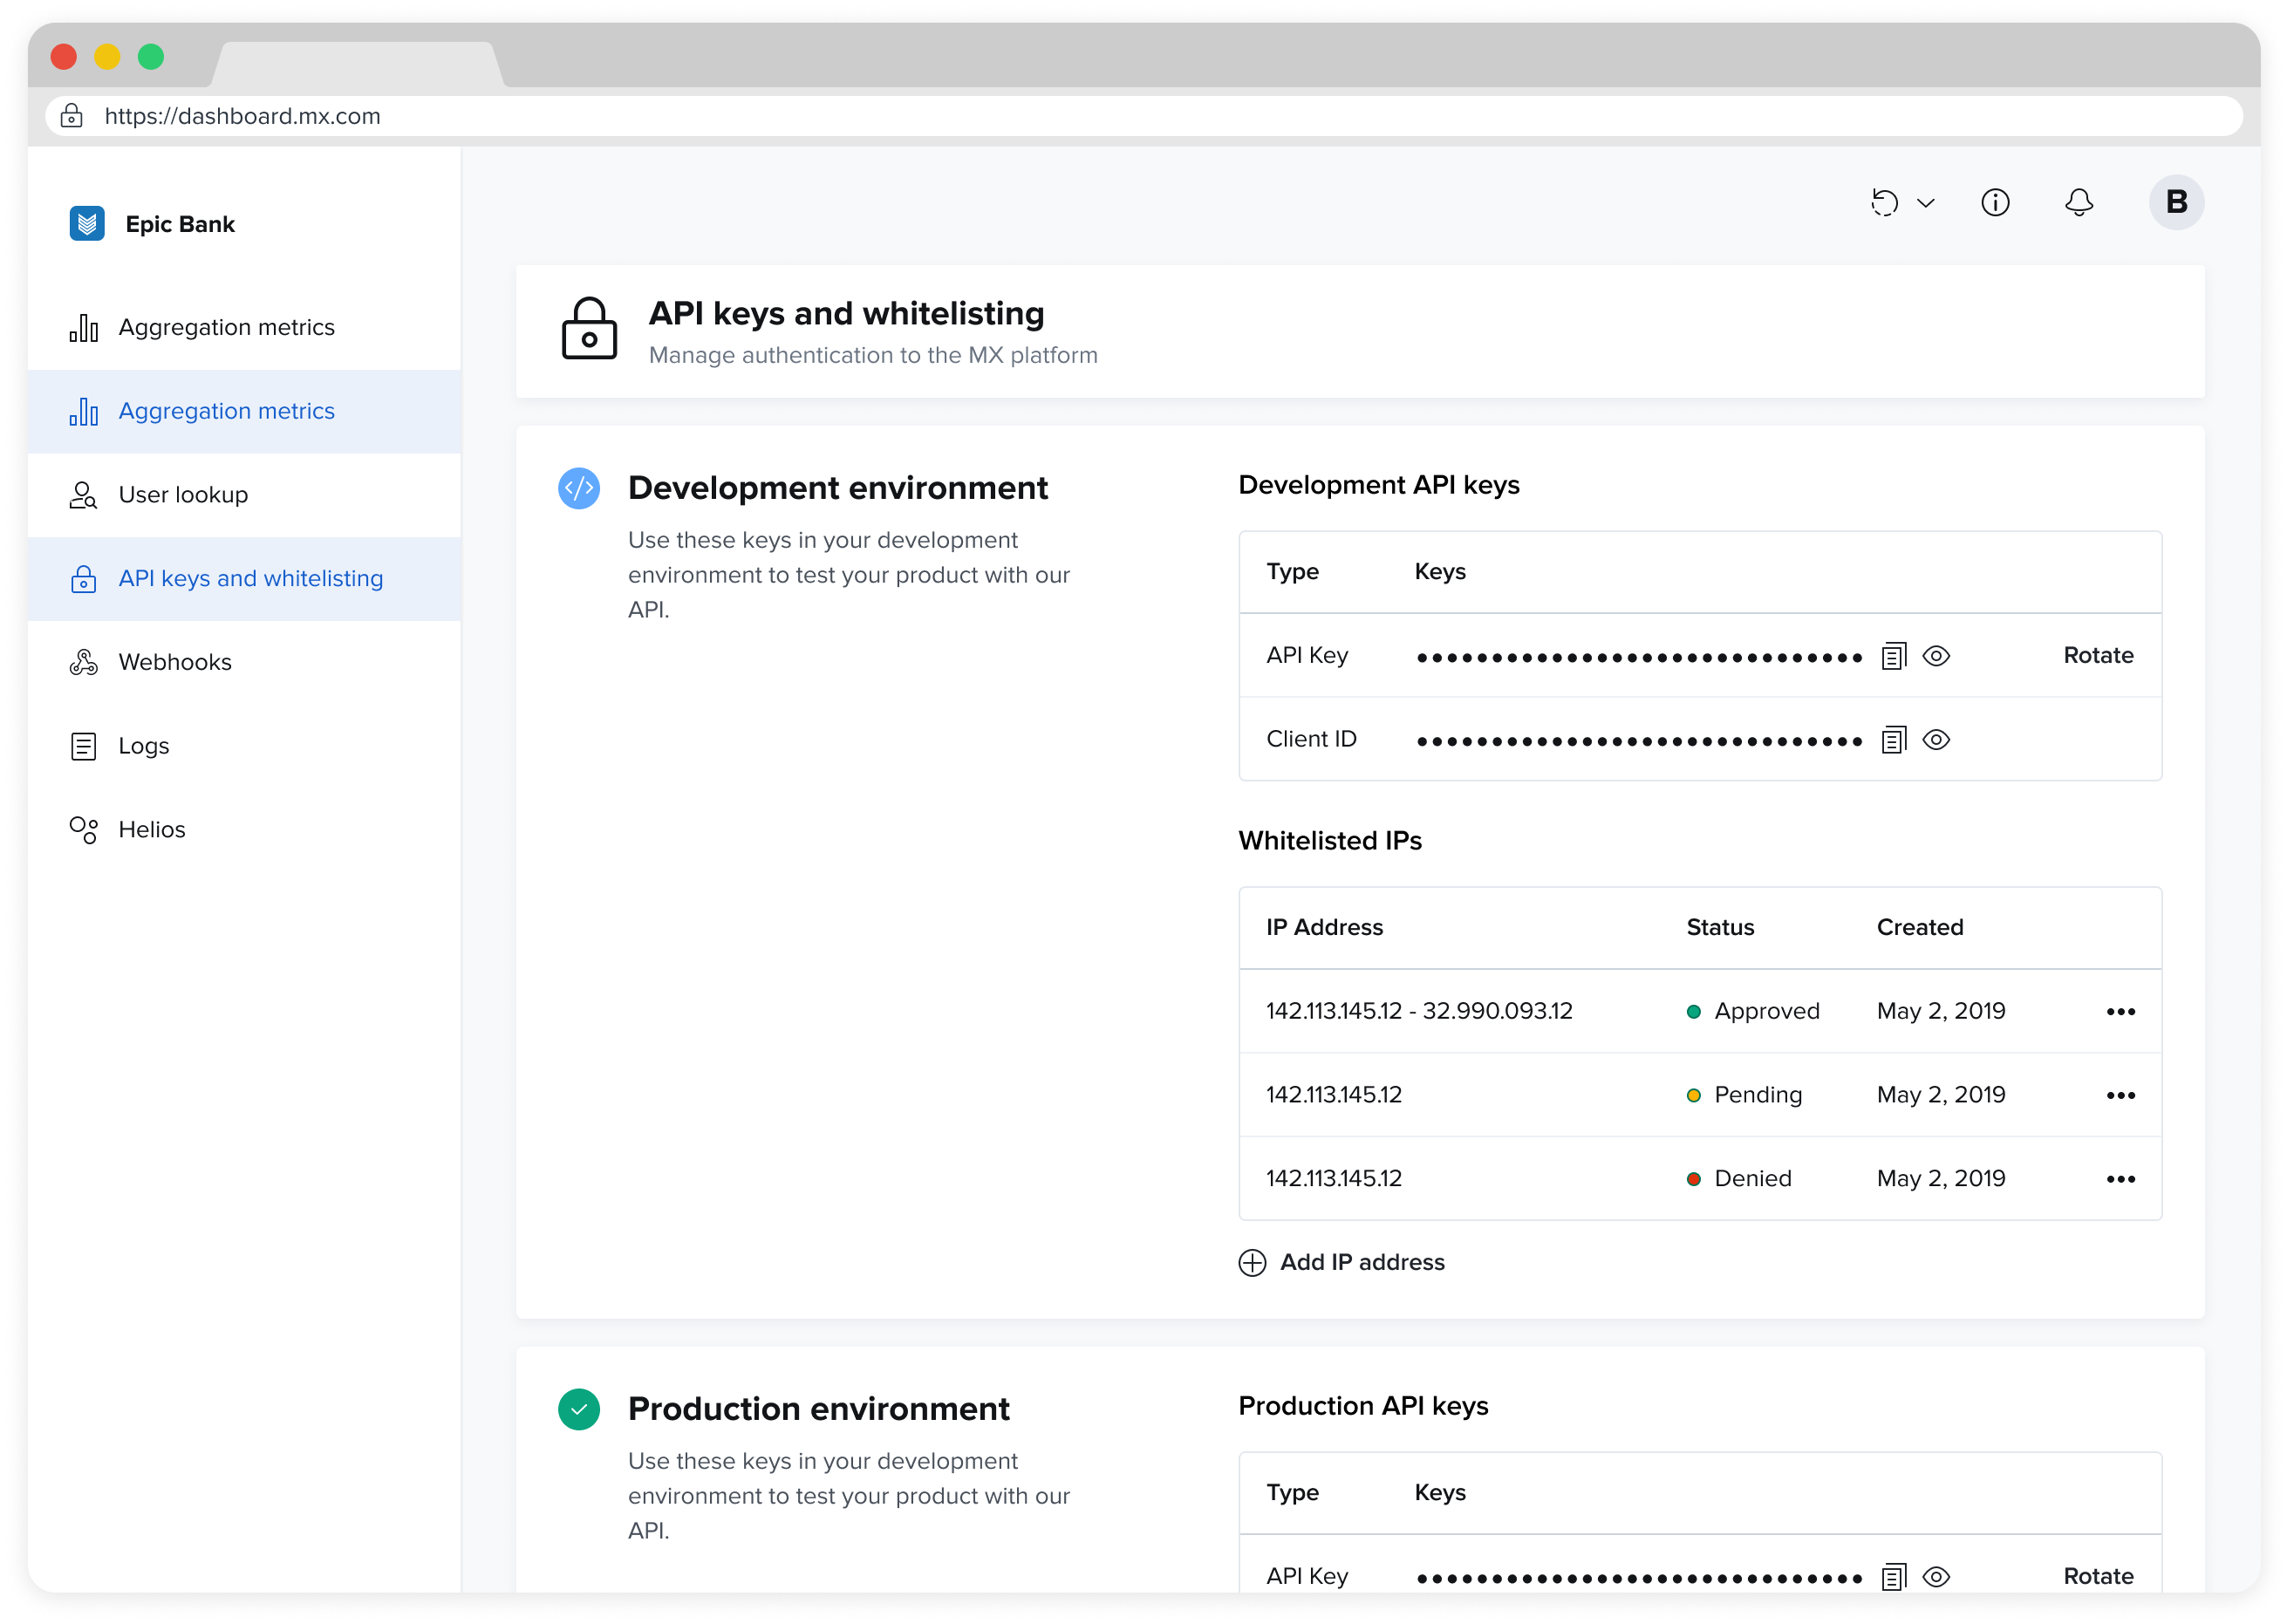 https://dashboard.mx.com
Epic Bank
B
Aggregation metrics
Aggregation metrics
User lookup
API keys and whitelisting
Webhooks
Logs
Helios
API keys and whitelisting
Manage authentication to the MX platform
Development environment
Use these keys in your development
environment to test your product with our
API.
Development API keys
Type Keys
API Key •••••••••••••••••••••••••••••• Rotate
Client ID ••••••••••••••••••••••••••••••
Whitelisted IPs
IP Address Status Created
142.113.145.12 - 32.990.093.12 Approved May 2, 2019 •••
142.113.145.12 Pending May 2, 2019 •••
142.113.145.12 Denied May 2, 2019 •••
Add IP address
Production environment
Use these keys in your development
environment to test your product with our
API.
Production API keys
Type Keys
API Key •••••••••••••••••••••••••••••• Rotate